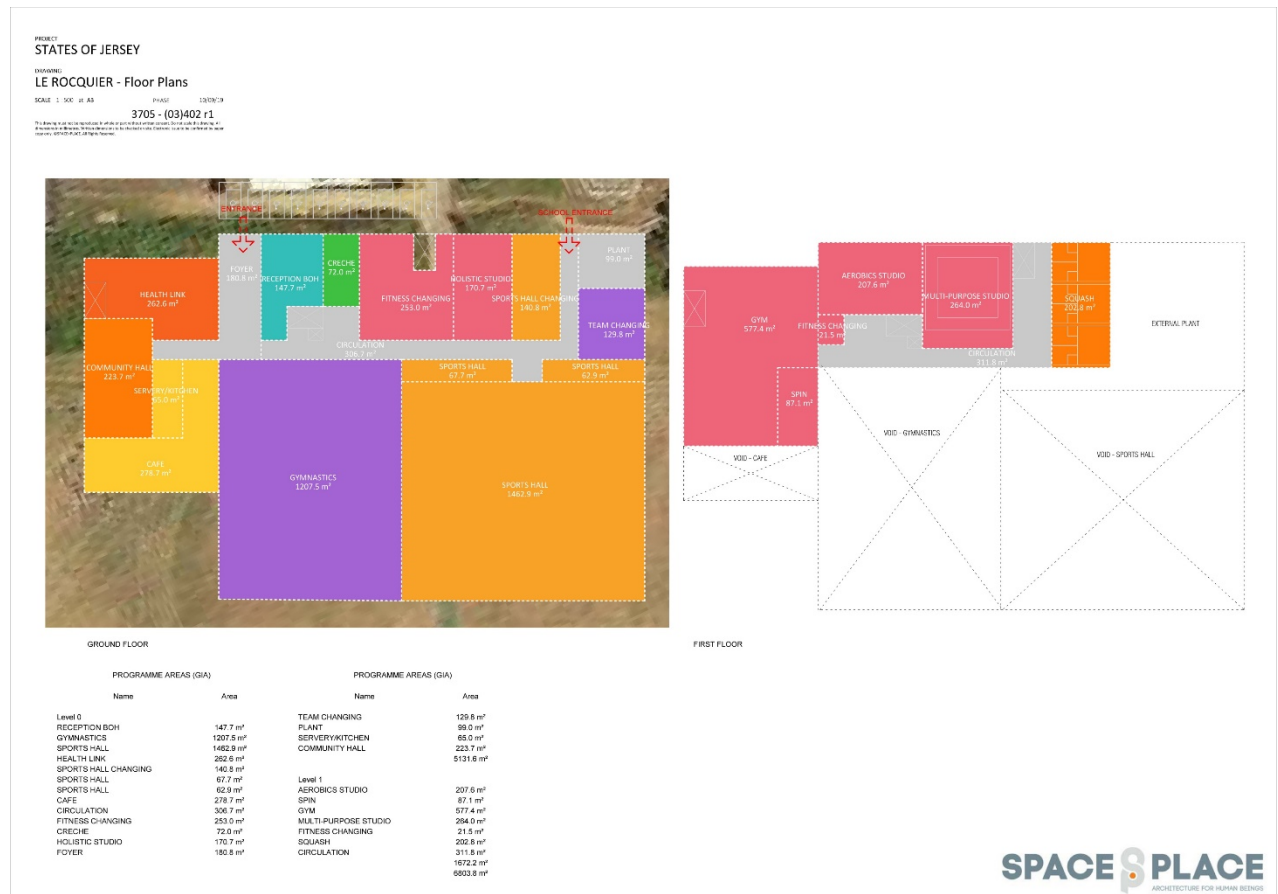 PROJECT
STATES OF JERSEY
DRAWING
LE ROCQUIER - Floor Plans
SCALE 1 : 500 at A3 PHASE 10/09/19
3705 - (03)402 r1
ENTRANCE
SCHOOL ENTRANCE
FOYER
180.8 m²
RECEPTION BOH
147.7 m²
CRECHE
72.0 m²
FITNESS CHANGING
253.0 m²
HOLISTIC STUDIO
170.7 m²
SPORTS HALL CHANGING
140.8 m²
PLANT
99.0 m²
HEALTH LINK
262.6 m²
TEAM CHANGING
129.8 m²
CIRCULATION
306.7 m²
COMMUNITY HALL
223.7 m²
SERVERY/KITCHEN
65.0 m²
SPORTS HALL
67.7 m²
SPORTS HALL
62.9 m²
CAFE
278.7 m²
GYMNASTICS
1207.5 m²
SPORTS HALL
1462.9 m²
AEROBICS STUDIO
207.6 m²
MULTI-PURPOSE STUDIO
264.0 m²
SQUASH
202.8 m²
GYM
577.4 m²
FITNESS CHANGING
21.5 m²
EXTERNAL PLANT
CIRCULATION
311.8 m²
SPIN
87.1 m²
VOID - CAFE
VOID - GYMNASTICS
VOID - SPORTS HALL
GROUND FLOOR
FIRST FLOOR
PROGRAMME AREAS (GIA)
Name Area
Level 0
RECEPTION BOH 147.7 m²
GYMNASTICS 1207.5 m²
SPORTS HALL 1462.9 m²
HEALTH LINK 262.6 m²
SPORTS HALL CHANGING 140.8 m²
SPORTS HALL 67.7 m²
SPORTS HALL 62.9 m²
CAFE 278.7 m²
CIRCULATION 306.7 m²
FITNESS CHANGING 253.0 m²
CRECHE 72.0 m²
HOLISTIC STUDIO 170.7 m²
FOYER 180.8 m²
PROGRAMME AREAS (GIA)
Name Area
TEAM CHANGING 129.8 m²
PLANT 99.0 m²
SERVERY/KITCHEN 65.0 m²
COMMUNITY HALL 223.7 m²
5131.6 m²
Level 1
AEROBICS STUDIO 207.6 m²
SPIN 87.1 m²
GYM 577.4 m²
MULTI-PURPOSE STUDIO 264.0 m²
FITNESS CHANGING 21.5 m²
SQUASH 202.8 m²
CIRCULATION 311.8 m²
1672.2 m²
6803.8 m²
SPACE & PLACE
ARCHITECTURE FOR HUMAN BEINGS